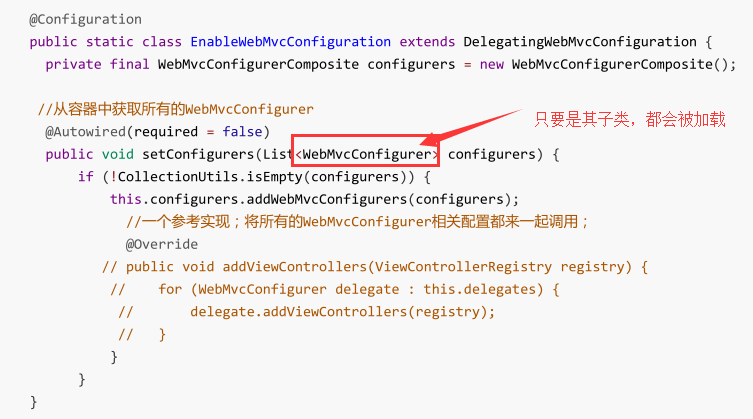 @Configuration
public static class EnableWebMvcConfiguration extends DelegatingWebMvcConfiguration {
private final WebMvcConfigurerComposite configurers = new WebMvcConfigurerComposite();
//从容器中获取所有的WebMvcConfigurer
@Autowired(required = false)
只要是其子类，都会被加载
public void setConfigurers(List<WebMvcConfigurer> configurers) {
if (!CollectionUtils.isEmpty(configurers)) {
this.configurers.addWebMvcConfigurers(configurers);
//一个参考实现；将所有的WebMvcConfigurer相关配置都来一起调用；
@Override
// public void addViewControllers(ViewControllerRegistry registry) {
// for (WebMvcConfigurer delegate : this.delegates) {
// delegate.addViewControllers(registry);
// }
}
}
}